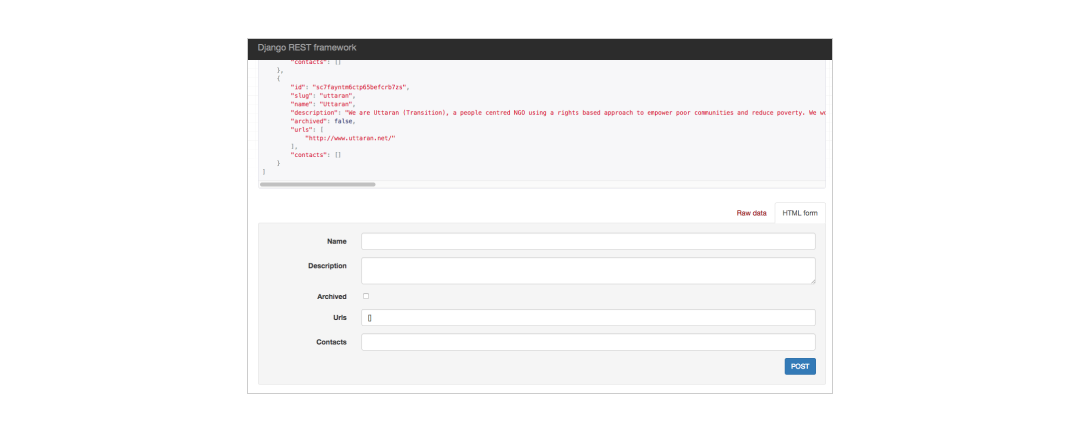 Django REST framework
"contacts": []
},
{
"id": "sc7fayntm6ctp65befcrb7zs",
"slug": "uttaran",
"name": "Uttaran",
"description": "We are Uttaran (Transition), a people centred NGO using a rights based approach to empower poor communities and reduce poverty. We we
"archived": false,
"urls": [
"http://www.uttaran.net/"
],
"contacts": []
}
]
Raw data HTML form
Name
Description
Archived
Urls []
Contacts
POST